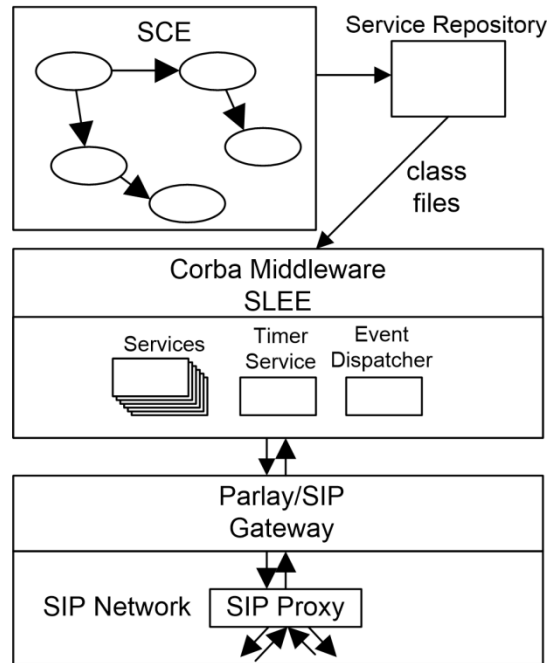 SCE
Service Repository
class
files
Corba Middleware
SLEE
Services
Timer
Service
Event
Dispatcher
Parlay/SIP
Gateway
SIP Network
SIP Proxy